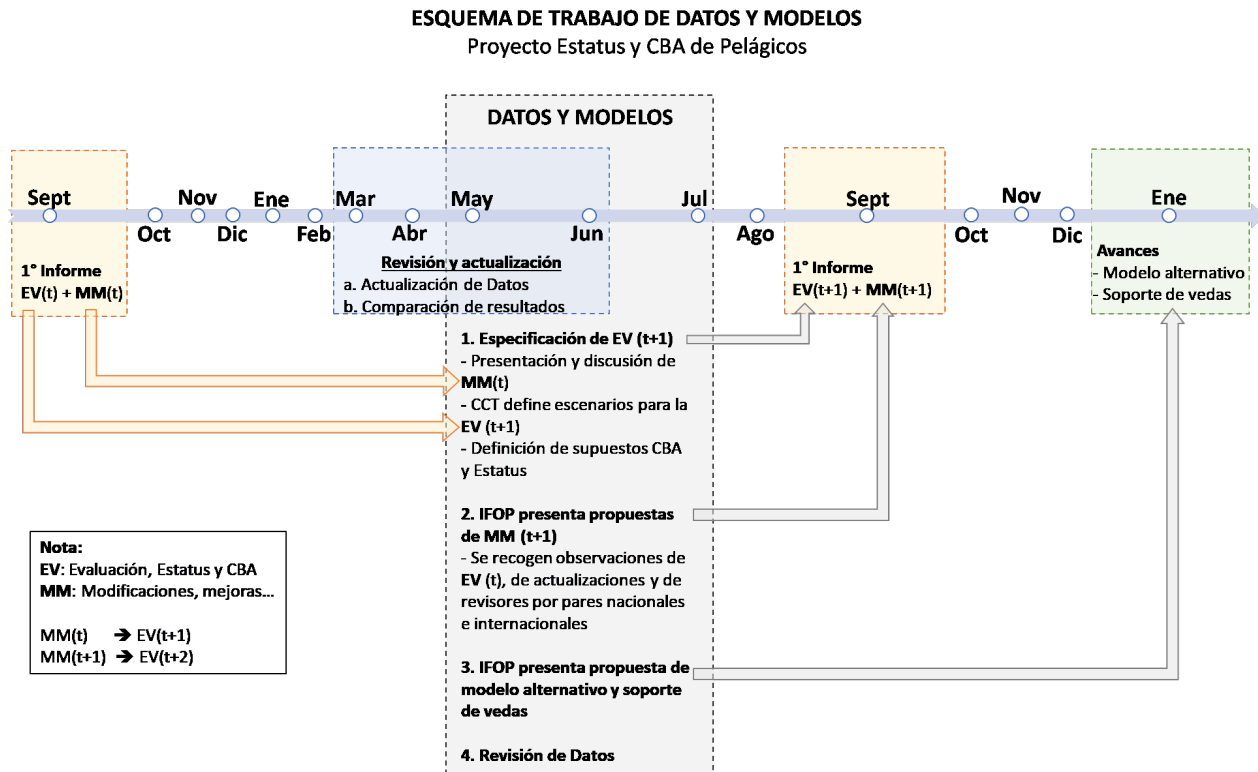 ESQUEMA DE TRABAJO DE DATOS Y MODELOS
Proyecto Estatus y CBA de Pelágicos
DATOS Y MODELOS
Sept
Oct
Nov
Dic
Ene
Feb
Mar
Abr
May
Jun
Jul
Ago
Sept
Oct
Nov
Dic
Ene
1° Informe
EV(t) + MM(t)
Revisión y actualización
a. Actualización de Datos
b. Comparación de resultados
1° Informe
EV(t+1) + MM(t+1)
Avances
- Modelo alternativo
- Soporte de vedas
1. Especificación de EV (t+1)
- Presentación y discusión de
MM(t)
- CCT define escenarios para la
EV (t+1)
- Definición de supuestos CBA
y Estatus
2. IFOP presenta propuestas
de MM (t+1)
- Se recogen observaciones de
EV (t), de actualizaciones y de
revisores por pares nacionales
e internacionales
3. IFOP presenta propuesta de
modelo alternativo y soporte
de vedas
4. Revisión de Datos
Nota:
EV: Evaluación, Estatus y CBA
MM: Modificaciones, mejoras...
MM(t) ➔ EV(t+1)
MM(t+1) ➔ EV(t+2)